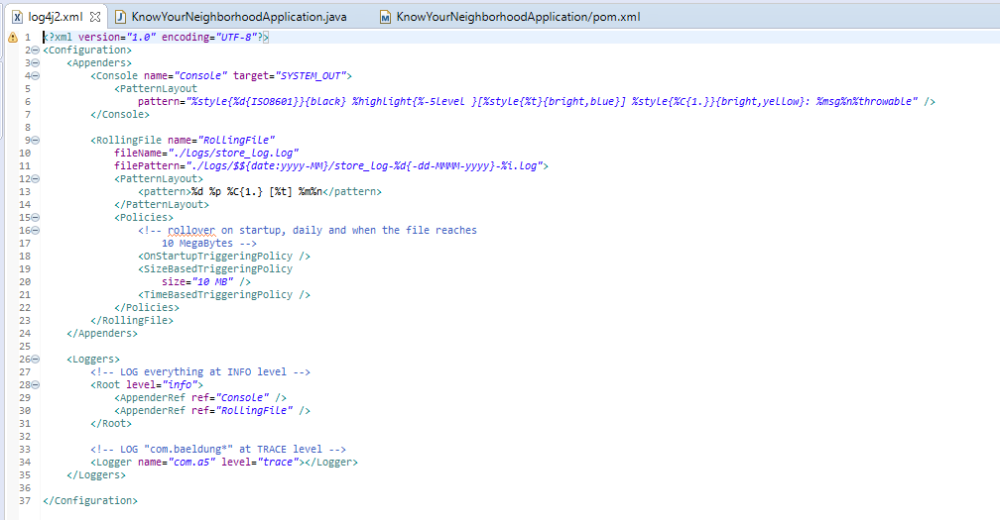 log4j2.xml KnowYourNeighborhoodApplication.java KnowYourNeighborhoodApplication/pom.xml
1 <?xml version="1.0" encoding="UTF-8"?>
2 <Configuration>
3 <Appenders>
4 <Console name="Console" target="SYSTEM_OUT">
5 <PatternLayout
6 pattern="%style{%d{ISO8601}}{black} %highlight{%-5level }[%style{%t}{bright,blue}] %style{%C{1.}}{bright,yellow}: %msg%n%throwable" />
7 </Console>
8
9 <RollingFile name="RollingFile"
10 fileName="./logs/store_log.log"
11 filePattern="./logs/$${date:yyyy-MM}/store_log-%d{-dd-MMMM-yyyy}-%i.log">
12 <PatternLayout>
13 <pattern>%d %p %C{1.} [%t] %m%n</pattern>
14 </PatternLayout>
15 <Policies>
16 <!-- rollover on startup, daily and when the file reaches
17 10 MegaBytes -->
18 <OnStartupTriggeringPolicy />
19 <SizeBasedTriggeringPolicy
20 size="10 MB" />
21 <TimeBasedTriggeringPolicy />
22 </Policies>
23 </RollingFile>
24 </Appenders>
25
26 <Loggers>
27 <!-- LOG everything at INFO level -->
28 <Root level="info">
29 <AppenderRef ref="Console" />
30 <AppenderRef ref="RollingFile" />
31 </Root>
32
33 <!-- LOG "com.baeldung*" at TRACE level -->
34 <Logger name="com.a5" level="trace"></Logger>
35 </Loggers>
36
37 </Configuration>